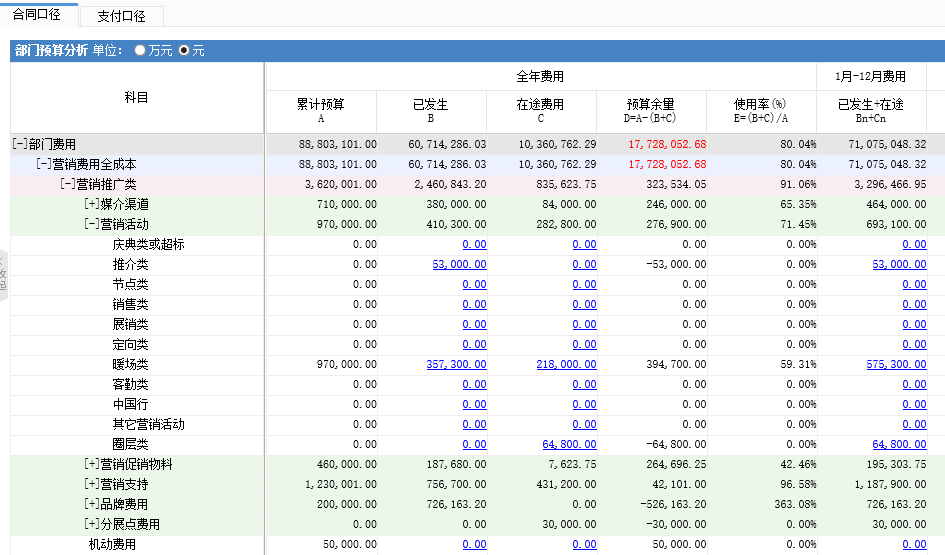 合同口径 支付口径
部门预算分析 单位： 万元 元
科目 全年费用 1月-12月费用
累计预算 已发生 在途费用 预算余量 使用率(%) 已发生+在途
A B C D=A-(B+C) E=(B+C)/A Bn+Cn
[-]部门费用 88,803,101.00 60,714,286.03 10,360,762.29 17,728,052.68 80.04% 71,075,048.32
[-]营销费用全成本 88,803,101.00 60,714,286.03 10,360,762.29 17,728,052.68 80.04% 71,075,048.32
[-]营销推广类 3,620,001.00 2,460,843.20 835,623.75 323,534.05 91.06% 3,296,466.95
[+]媒介渠道 710,000.00 380,000.00 84,000.00 246,000.00 65.35% 464,000.00
[-]营销活动 970,000.00 410,300.00 282,800.00 276,900.00 71.45% 693,100.00
庆典类或超标 0.00 0.00 0.00 0.00 0.00% 0.00
推介类 0.00 53,000.00 0.00 -53,000.00 0.00% 53,000.00
节点类 0.00 0.00 0.00 0.00 0.00% 0.00
销售类 0.00 0.00 0.00 0.00 0.00% 0.00
展销类 0.00 0.00 0.00 0.00 0.00% 0.00
定向类 0.00 0.00 0.00 0.00 0.00% 0.00
暖场类 970,000.00 357,300.00 218,000.00 394,700.00 59.31% 575,300.00
客勤类 0.00 0.00 0.00 0.00 0.00% 0.00
中国行 0.00 0.00 0.00 0.00 0.00% 0.00
其它营销活动 0.00 0.00 0.00 0.00 0.00% 0.00
圈层类 0.00 0.00 64,800.00 -64,800.00 0.00% 64,800.00
[+]营销促销物料 460,000.00 187,680.00 7,623.75 264,696.25 42.46% 195,303.75
[+]营销支持 1,230,001.00 756,700.00 431,200.00 42,101.00 96.58% 1,187,900.00
[+]品牌费用 200,000.00 726,163.20 0.00 -526,163.20 363.08% 726,163.20
[+]分展点费用 0.00 0.00 30,000.00 -30,000.00 0.00% 30,000.00
机动费用 50,000.00 0.00 0.00 50,000.00 0.00% 0.00